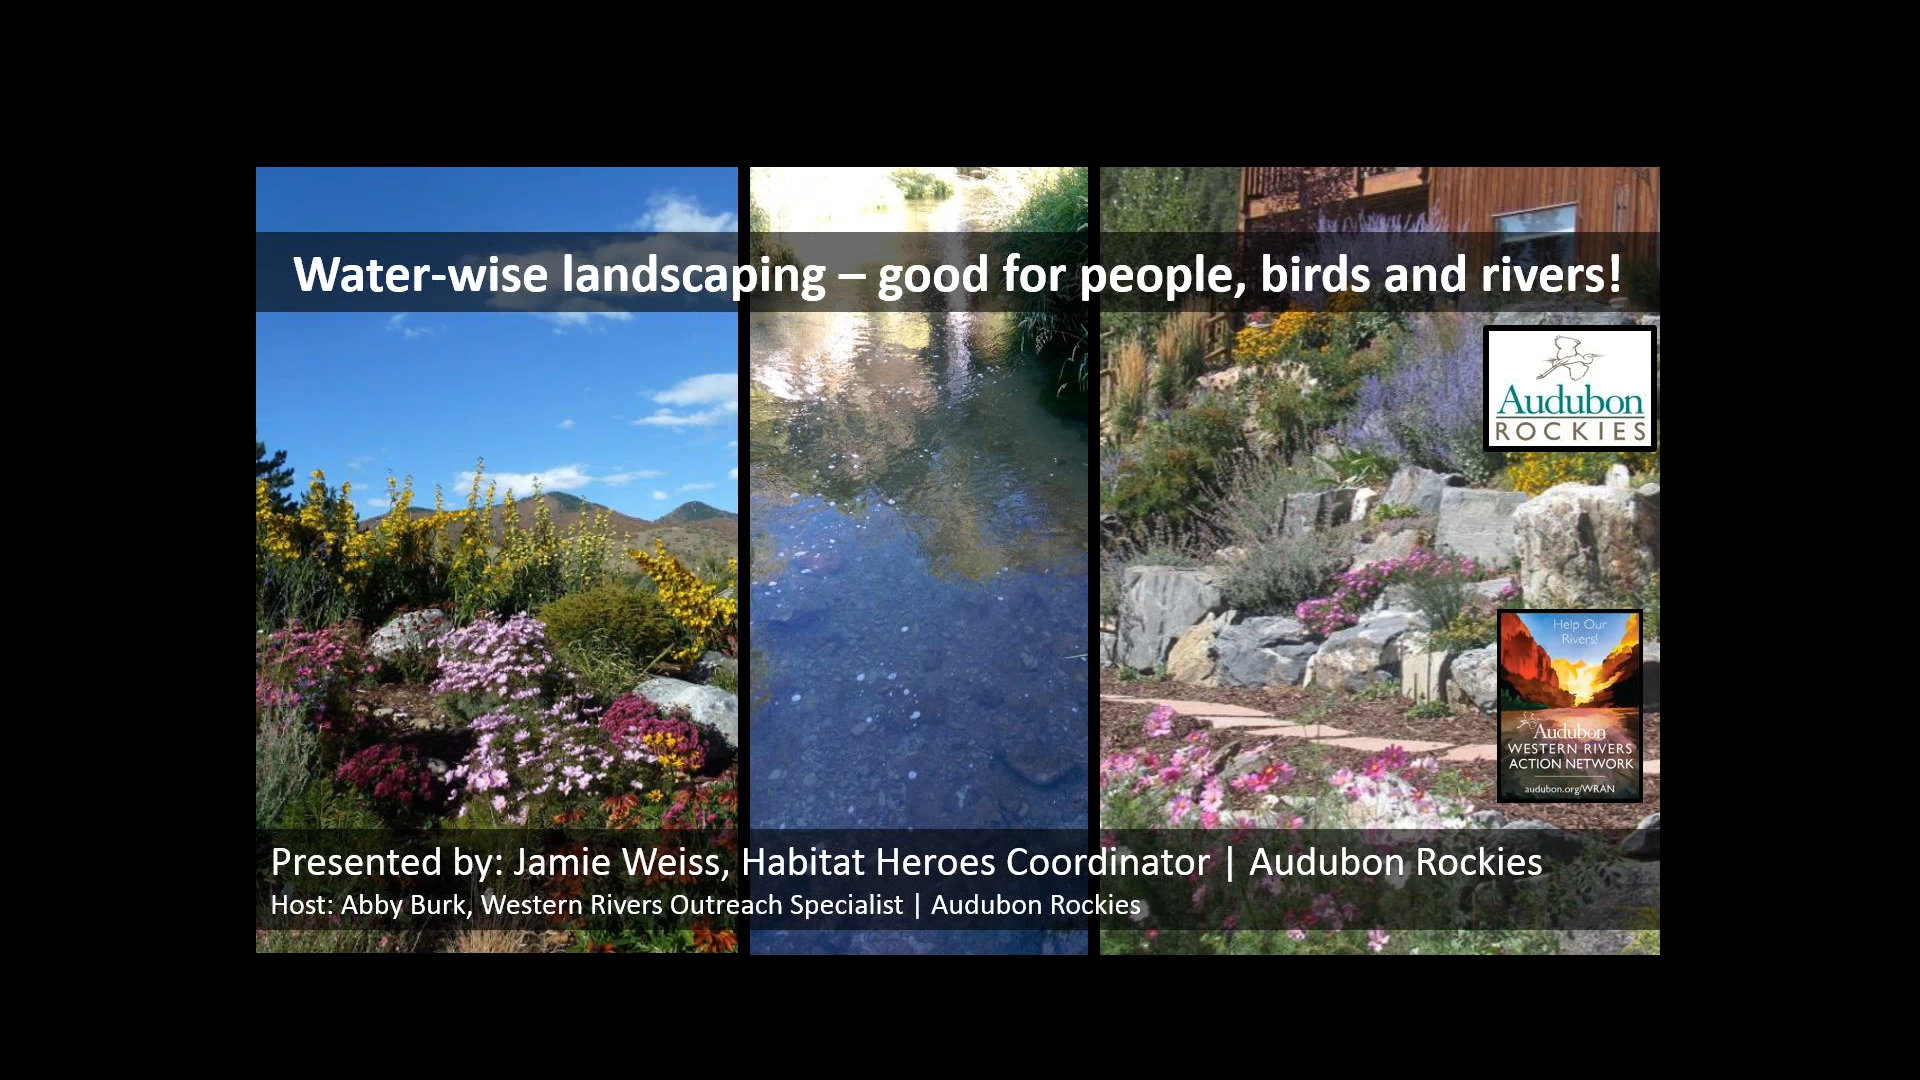 Water-wise landscaping – good for people, birds and rivers!
Audubon
ROCKIES
Help Our
Rivers!
Audubon
WESTERN RIVERS
ACTION NETWORK
audubon.org/WRAN
Presented by: Jamie Weiss, Habitat Heroes Coordinator | Audubon Rockies
Host: Abby Burk, Western Rivers Outreach Specialist | Audubon Rockies